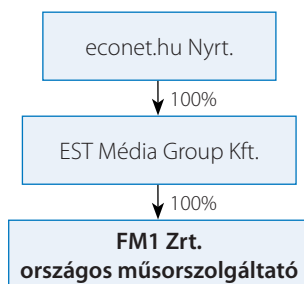 econet.hu Nyrt.
100%
EST Média Group Kft.
100%
FM1 Zrt.
országos műsorszolgáltató